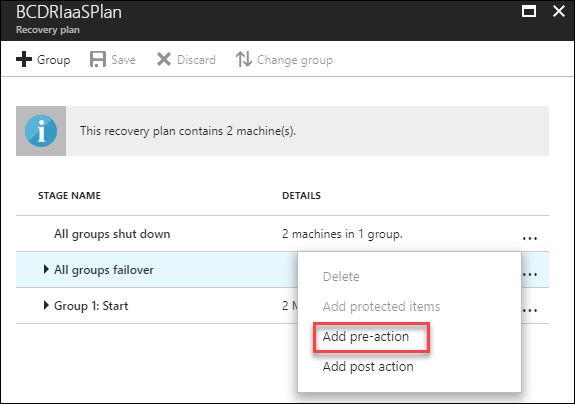 BCDRIaaSPlan
Recovery plan
Group Save Discard Change group
This recovery plan contains 2 machine(s).
STAGE NAME DETAILS
All groups shut down 2 machines in 1 group. ...
All groups failover ...
Delete
Group 1: Start 2 M ...
Add protected items
Add pre-action
Add post action